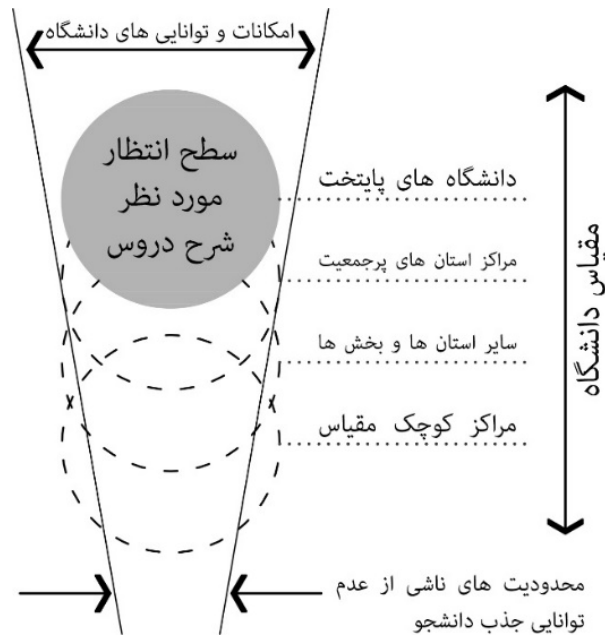 امکانات و توانایی های دانشگاه
سطح انتظار
مورد نظر
شرح دروس
دانشگاه های پایتخت
مراکز استان های پرجمعیت
سایر استان ها و بخش ها
مراکز کوچک مقیاس
مقیاس دانشگاه
محدودیت های ناشی از عدم
توانایی جذب دانشجو